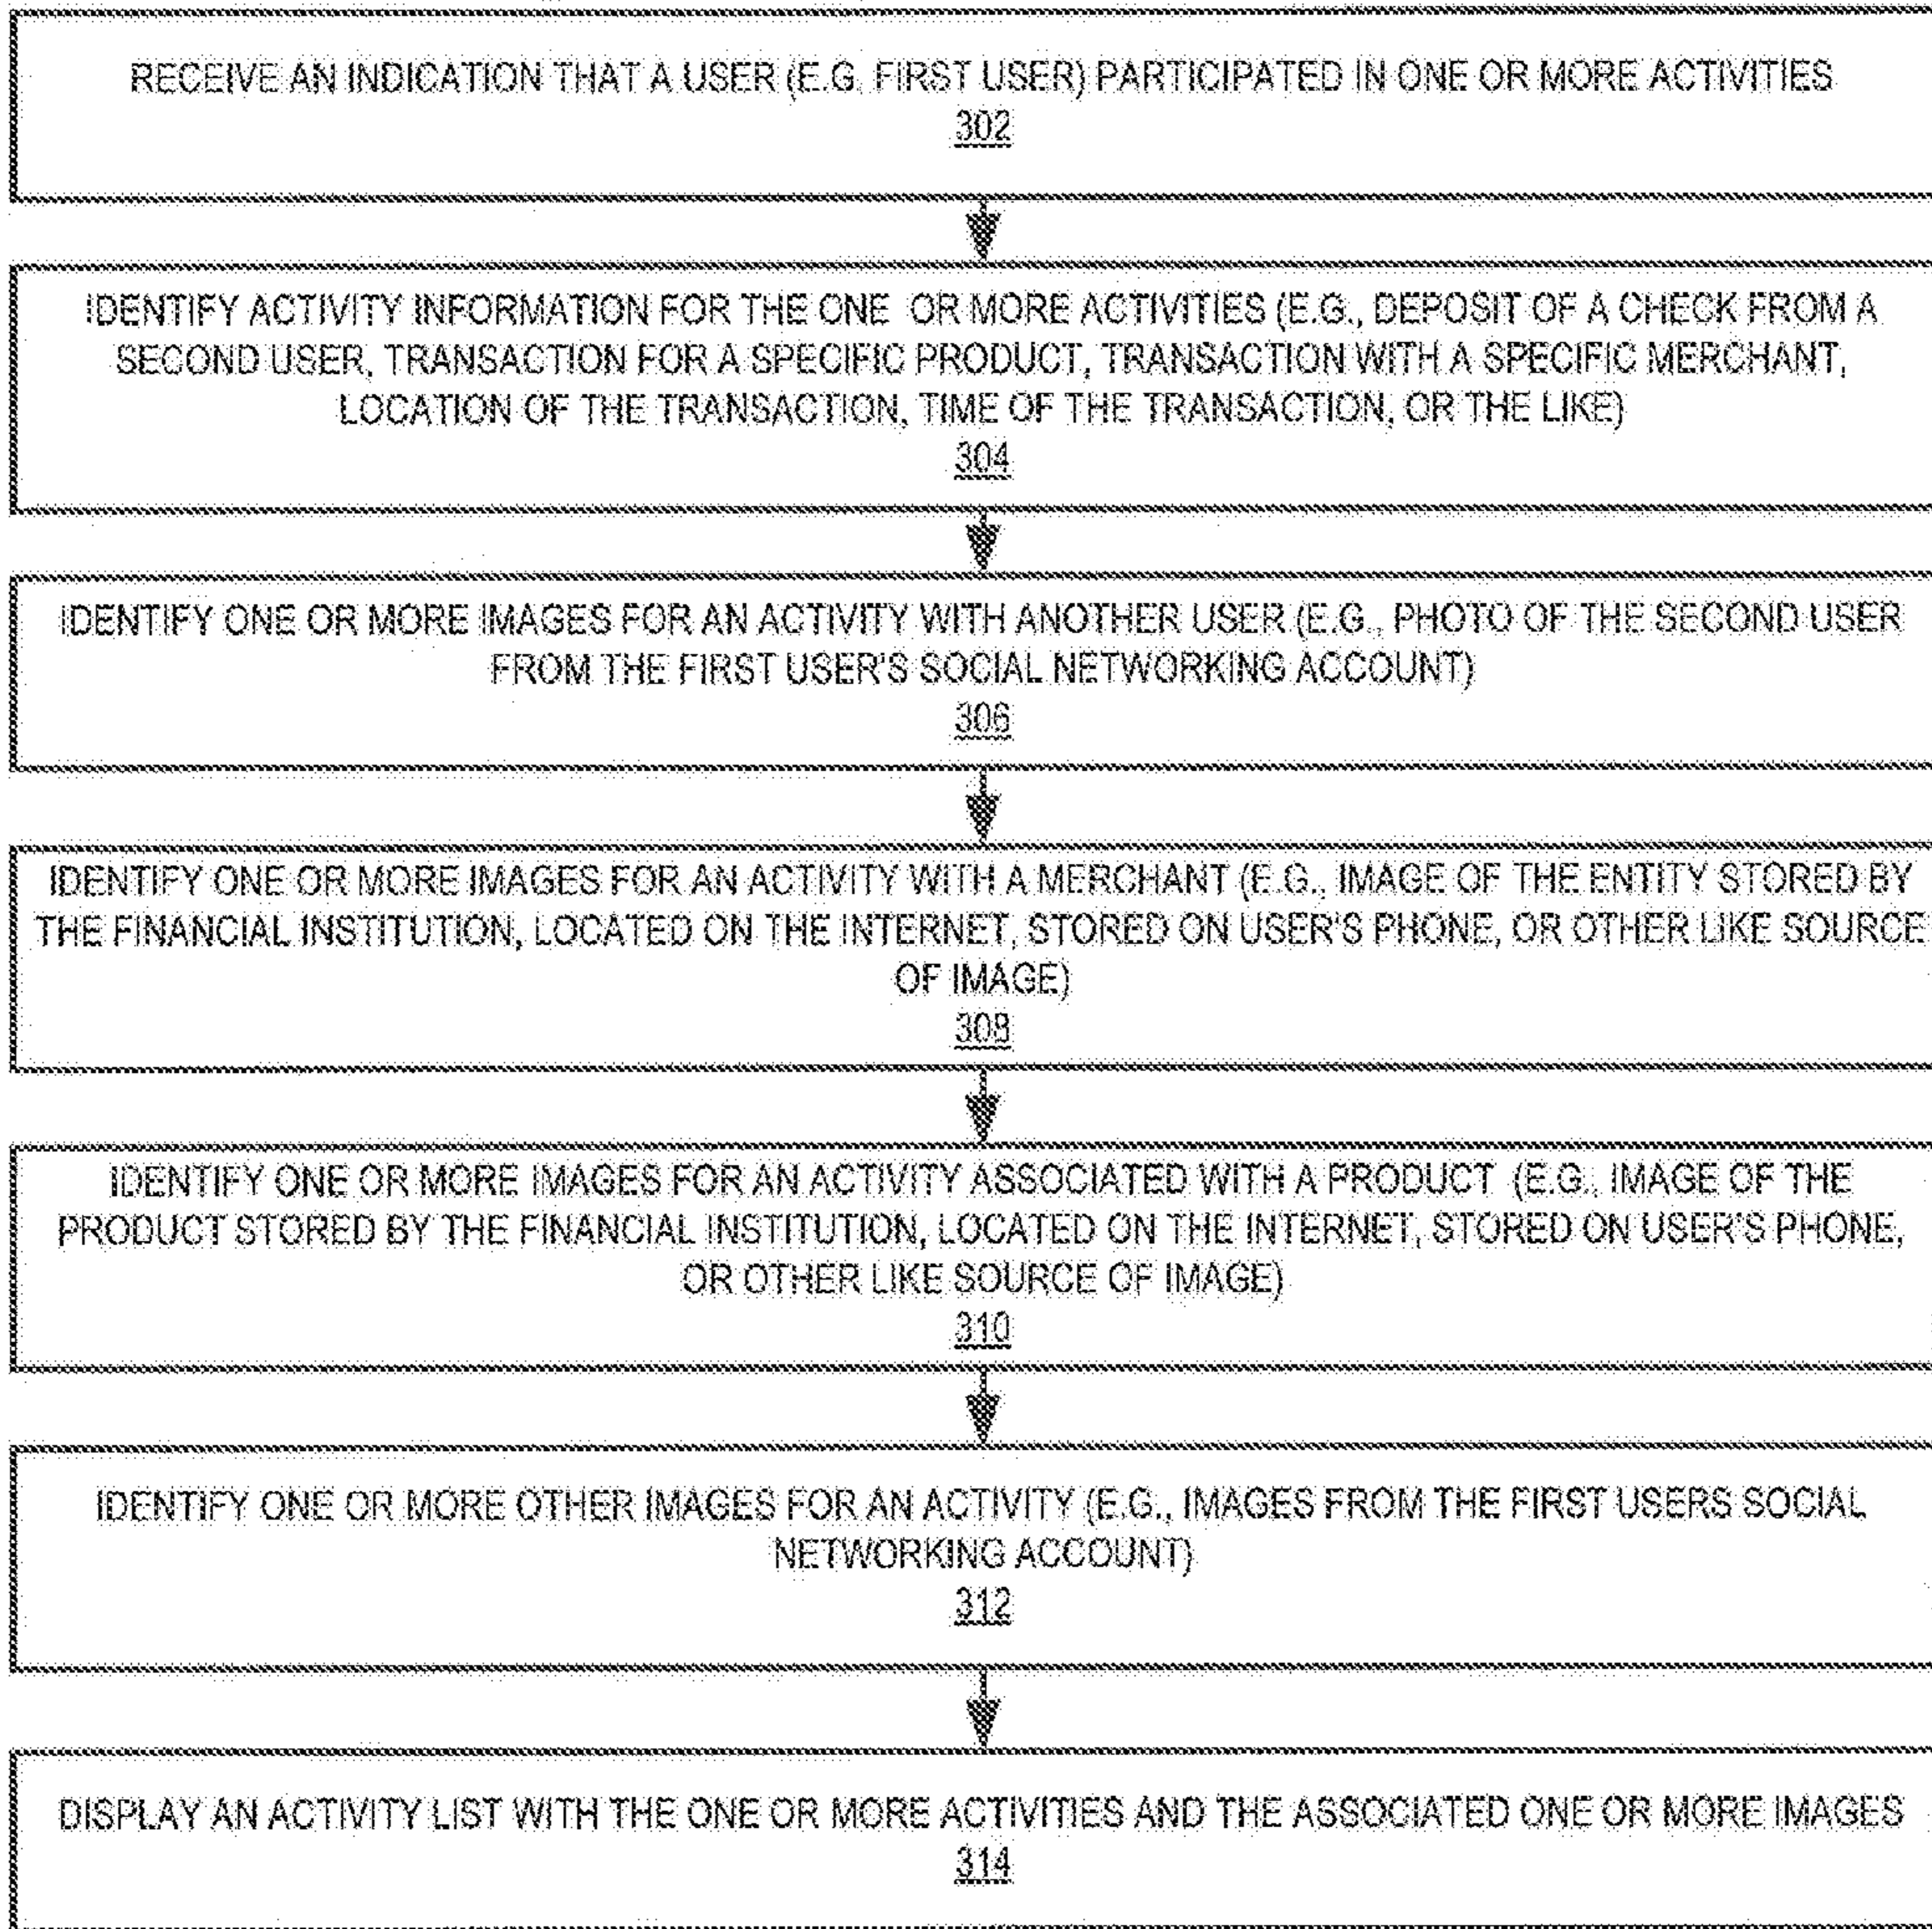 RECEIVE AN INDICATION THAT A USER (E.G. FIRST USER) PARTICIPATED IN ONE OR MORE ACTIVITIES
302
IDENTIFY ACTIVITY INFORMATION FOR THE ONE OR MORE ACTIVITIES (E.G., DEPOSIT OF A CHECK FROM A
SECOND USER, TRANSACTION FOR A SPECIFIC PRODUCT, TRANSACTION WITH A SPECIFIC MERCHANT,
LOCATION OF THE TRANSACTION, TIME OF THE TRANSACTION, OR THE LIKE)
304
IDENTIFY ONE OR MORE IMAGES FOR AN ACTIVITY WITH ANOTHER USER (E.G., PHOTO OF THE SECOND USER
FROM THE FIRST USER'S SOCIAL NETWORKING ACCOUNT)
306
IDENTIFY ONE OR MORE IMAGES FOR AN ACTIVITY WITH A MERCHANT (E.G., IMAGE OF THE ENTITY STORED BY
THE FINANCIAL INSTITUTION, LOCATED ON THE INTERNET, STORED ON USER'S PHONE, OR OTHER LIKE SOURCE
OF IMAGE)
308
IDENTIFY ONE OR MORE IMAGES FOR AN ACTIVITY ASSOCIATED WITH A PRODUCT (E.G., IMAGE OF THE
PRODUCT STORED BY THE FINANCIAL INSTITUTION, LOCATED ON THE INTERNET, STORED ON USER'S PHONE,
OR OTHER LIKE SOURCE OF IMAGE)
310
IDENTIFY ONE OR MORE OTHER IMAGES FOR AN ACTIVITY (E.G., IMAGES FROM THE FIRST USERS SOCIAL
NETWORKING ACCOUNT)
312
DISPLAY AN ACTIVITY LIST WITH THE ONE OR MORE ACTIVITIES AND THE ASSOCIATED ONE OR MORE IMAGES
314